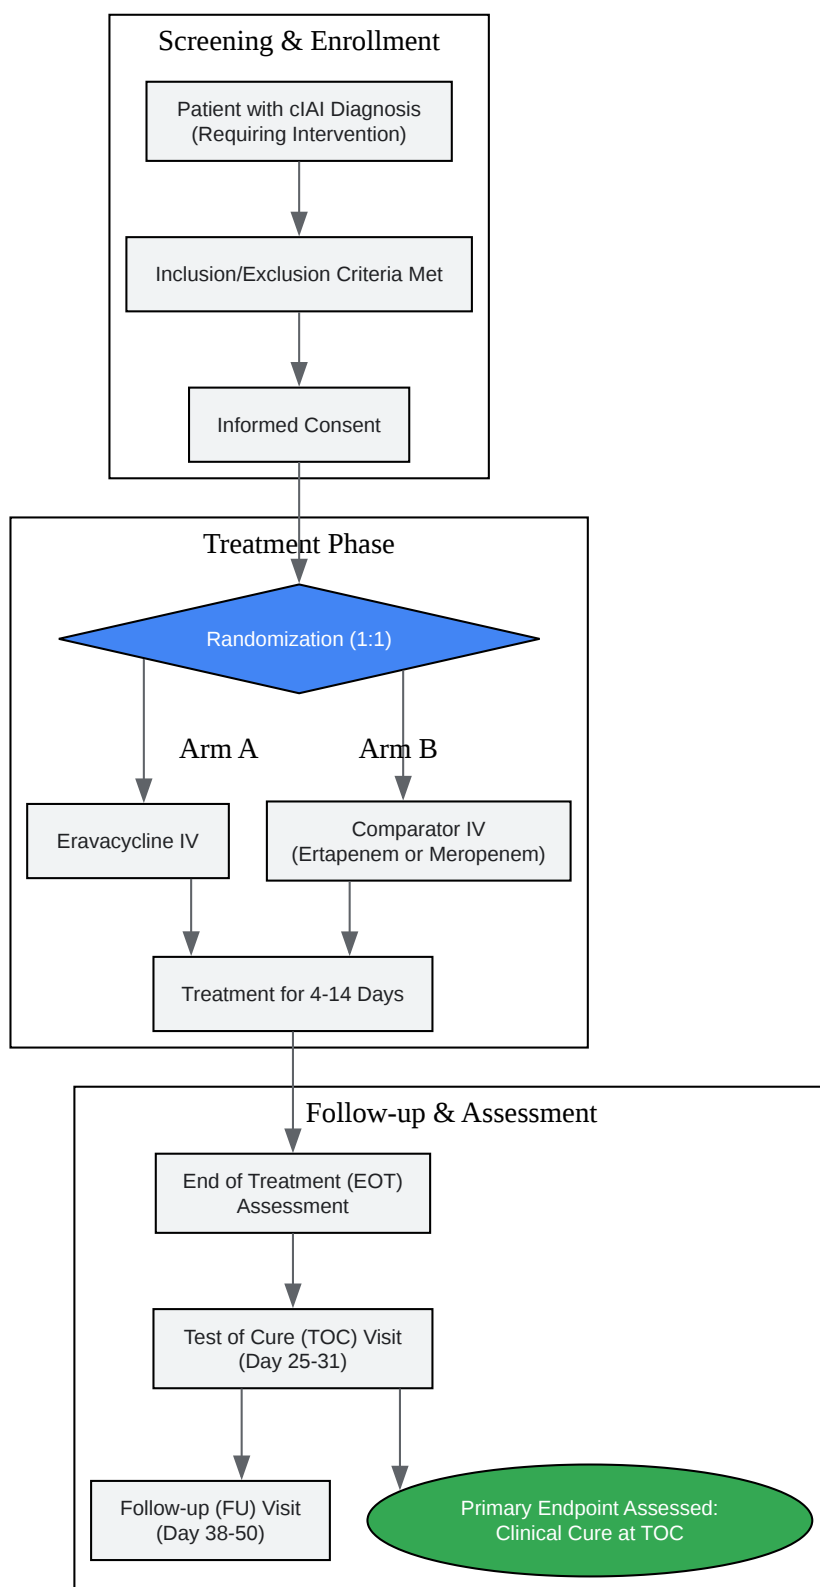 Screening & Enrollment
Patient with cIAI Diagnosis
(Requiring Intervention)
Inclusion/Exclusion Criteria Met
Informed Consent
Treatment Phase
Randomization (1:1)
Arm A
Arm B
Eravacycline IV
Comparator IV
(Ertapenem or Meropenem)
Treatment for 4-14 Days
Follow-up & Assessment
End of Treatment (EOT)
Assessment
Test of Cure (TOC) Visit
(Day 25-31)
Follow-up (FU) Visit
(Day 38-50)
Primary Endpoint Assessed:
Clinical Cure at TOC